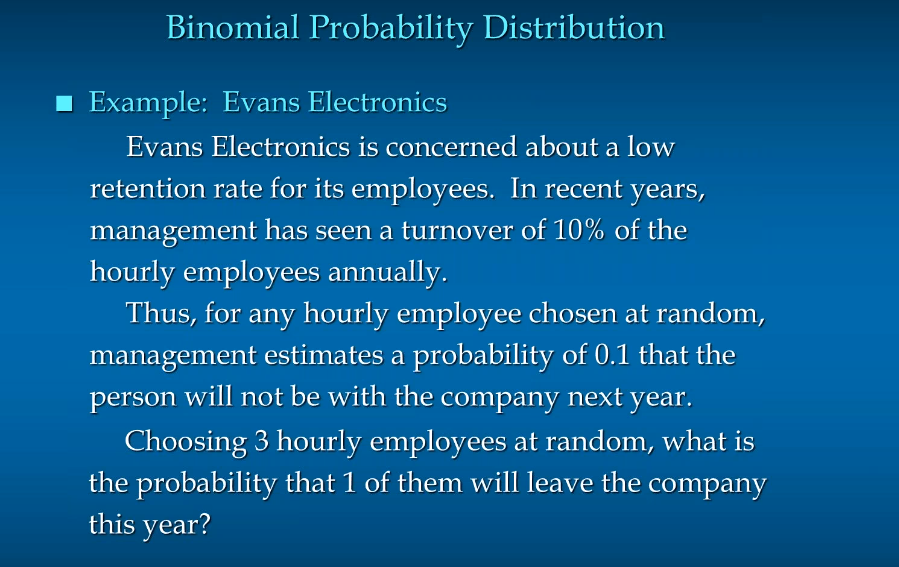 Binomial Probability Distribution
■ Example: Evans Electronics
Evans Electronics is concerned about a low
retention rate for its employees. In recent years,
management has seen a turnover of 10% of the
hourly employees annually.
Thus, for any hourly employee chosen at random,
management estimates a probability of 0.1 that the
person will not be with the company next year.
Choosing 3 hourly employees at random, what is
the probability that 1 of them will leave the company
this year?